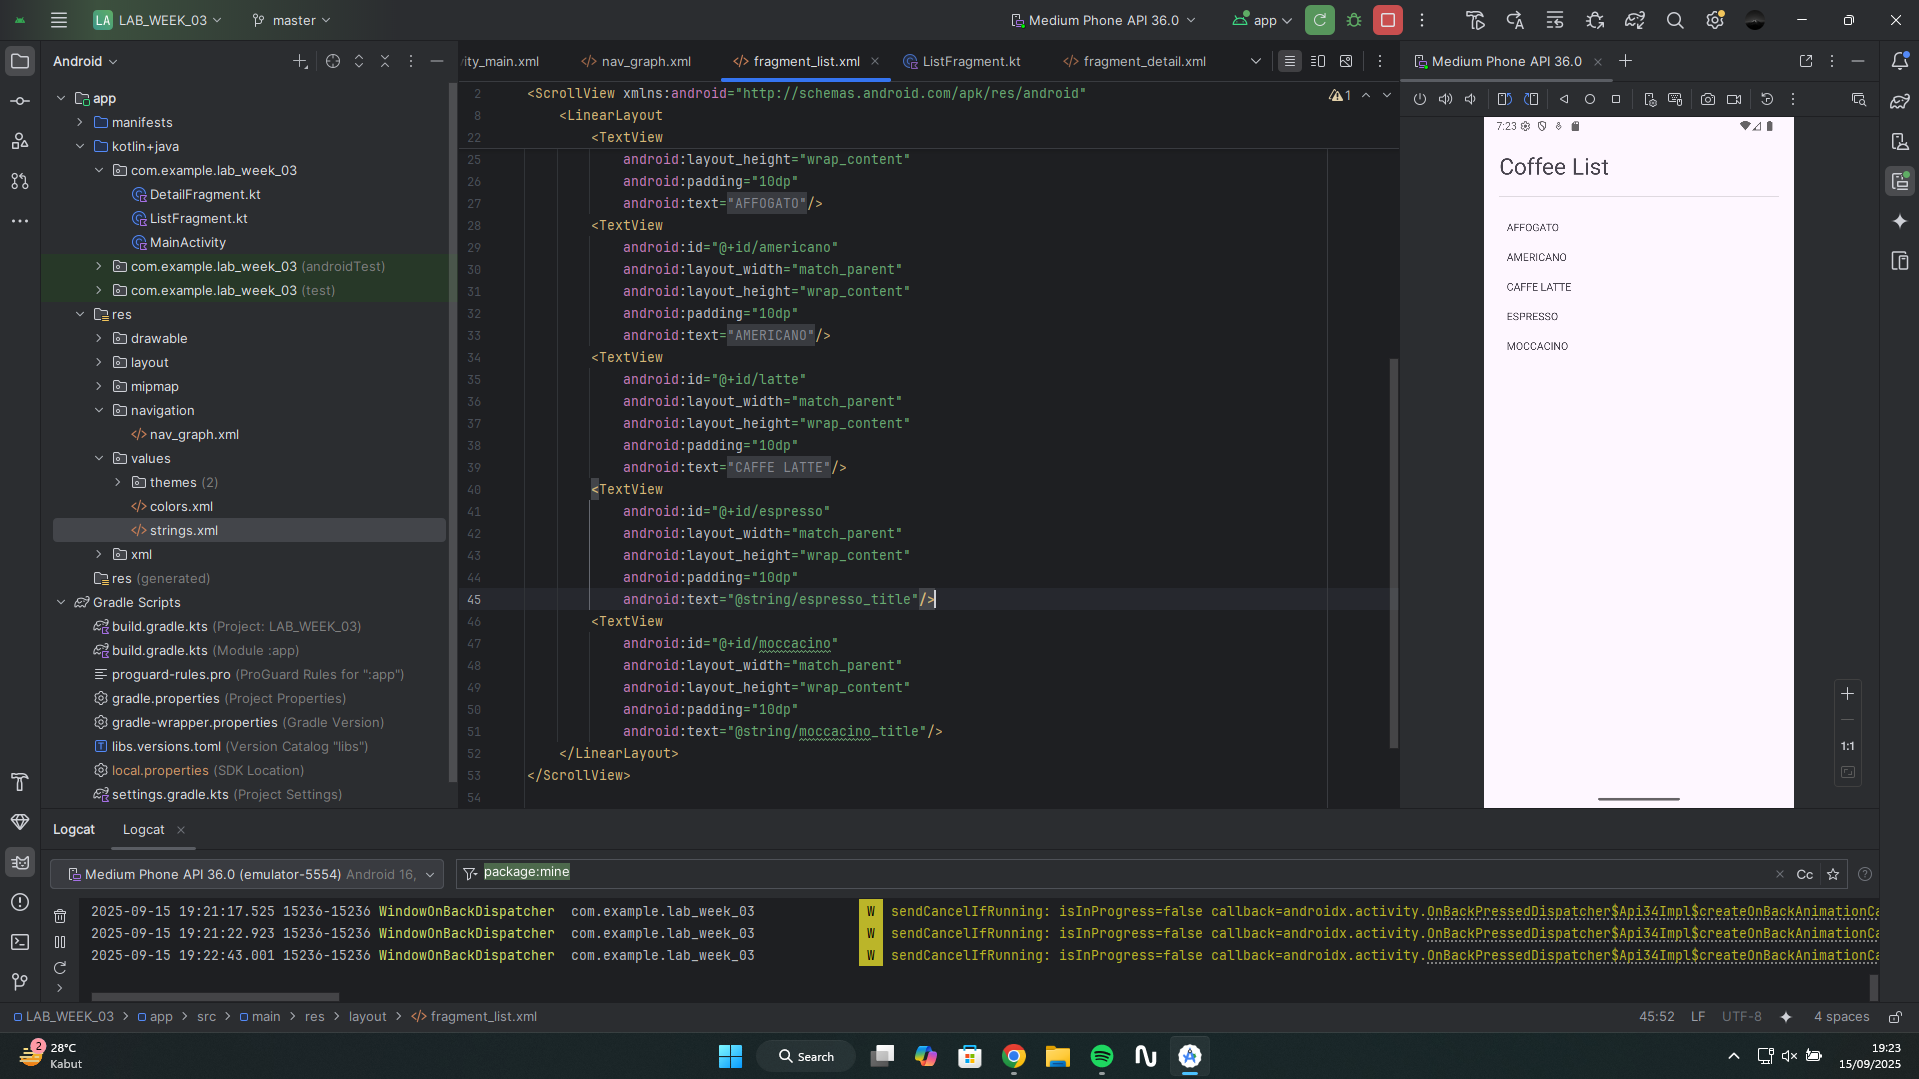 LA LAB_WEEK_03 master Medium Phone API 36.0 app
Android
app
manifests
kotlin+java
com.example.lab_week_03
DetailFragment.kt
ListFragment.kt
MainActivity
com.example.lab_week_03 (androidTest)
com.example.lab_week_03 (test)
res
drawable
layout
mipmap
navigation
nav_graph.xml
values
themes (2)
colors.xml
strings.xml
xml
res (generated)
Gradle Scripts
build.gradle.kts (Project: LAB_WEEK_03)
build.gradle.kts (Module :app)
proguard-rules.pro (ProGuard Rules for ":app")
gradle.properties (Project Properties)
gradle-wrapper.properties (Gradle Version)
libs.versions.toml (Version Catalog "libs")
local.properties (SDK Location)
settings.gradle.kts (Project Settings)
ity_main.xml nav_graph.xml fragment_list.xml ListFragment.kt fragment_detail.xml
2 <ScrollView xmlns:android="http://schemas.android.com/apk/res/android" 1
8 <LinearLayout
22 <TextView
25 android:layout_height="wrap_content"
26 android:padding="10dp"
27 android:text="AFFOGATO"/>
28 <TextView
29 android:id="@+id/americano"
30 android:layout_width="match_parent"
31 android:layout_height="wrap_content"
32 android:padding="10dp"
33 android:text="AMERICANO"/>
34 <TextView
35 android:id="@+id/latte"
36 android:layout_width="match_parent"
37 android:layout_height="wrap_content"
38 android:padding="10dp"
39 android:text="CAFFE LATTE"/>
40 <TextView
41 android:id="@+id/espresso"
42 android:layout_width="match_parent"
43 android:layout_height="wrap_content"
44 android:padding="10dp"
45 android:text="@string/espresso_title"/>
46 <TextView
47 android:id="@+id/moccacino"
48 android:layout_width="match_parent"
49 android:layout_height="wrap_content"
50 android:padding="10dp"
51 android:text="@string/moccacino_title"/>
52 </LinearLayout>
53 </ScrollView>
54
Medium Phone API 36.0
7:23
Coffee List
AFFOGATO
AMERICANO
CAFFE LATTE
ESPRESSO
MOCCACINO
1:1
Logcat Logcat
Medium Phone API 36.0 (emulator-5554) Android 16, package:mine Cc
2025-09-15 19:21:17.525 15236-15236 WindowOnBackDispatcher com.example.lab_week_03 W sendCancelIfRunning: isInProgress=false callback=androidx.activity.OnBackPressedDispatcher$Api34Impl$createOnBackAnimationCa
2025-09-15 19:21:22.923 15236-15236 WindowOnBackDispatcher com.example.lab_week_03 W sendCancelIfRunning: isInProgress=false callback=androidx.activity.OnBackPressedDispatcher$Api34Impl$createOnBackAnimationCa
2025-09-15 19:22:43.001 15236-15236 WindowOnBackDispatcher com.example.lab_week_03 W sendCancelIfRunning: isInProgress=false callback=androidx.activity.OnBackPressedDispatcher$Api34Impl$createOnBackAnimationCa
LAB_WEEK_03 app src main res layout fragment_list.xml 45:52 LF UTF-8 4 spaces
2
28°C
Kabut
Search
19:23
15/09/2025